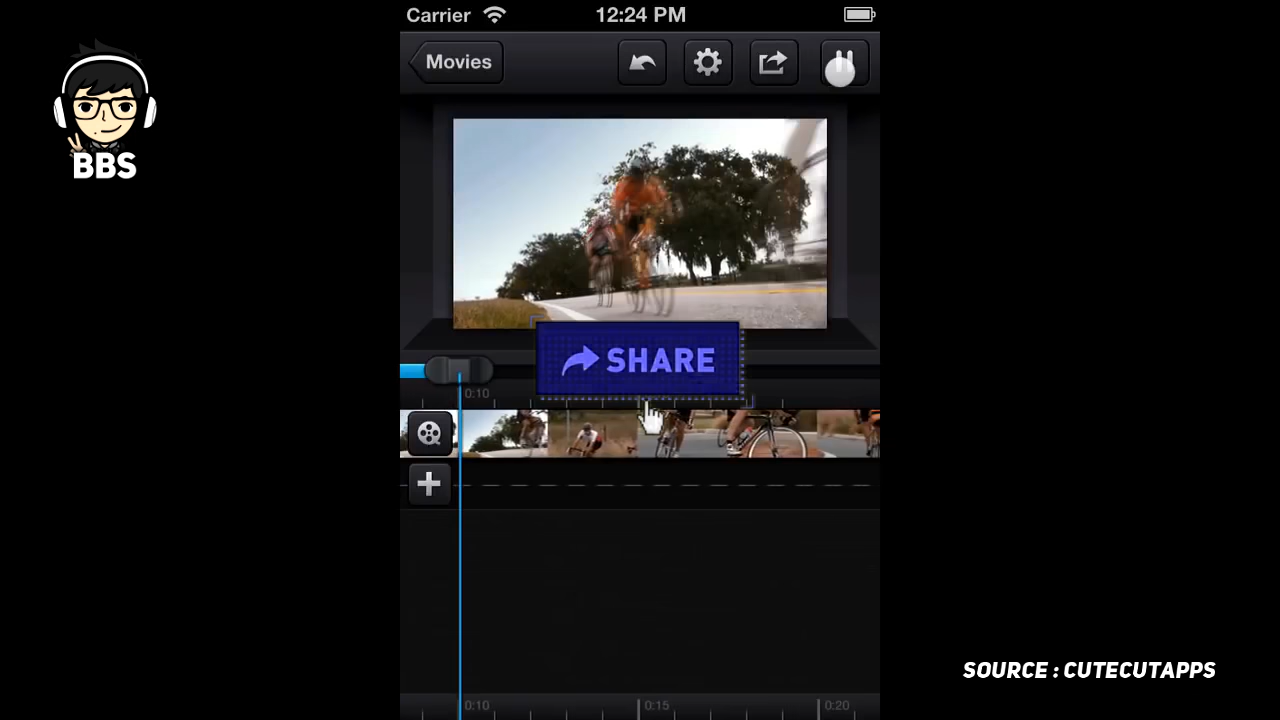 Carrier 12:24 PM
Movies
BBS
SHARE
0:10
0:10 0:15 0:20
SOURCE : CUTECUTAPPS